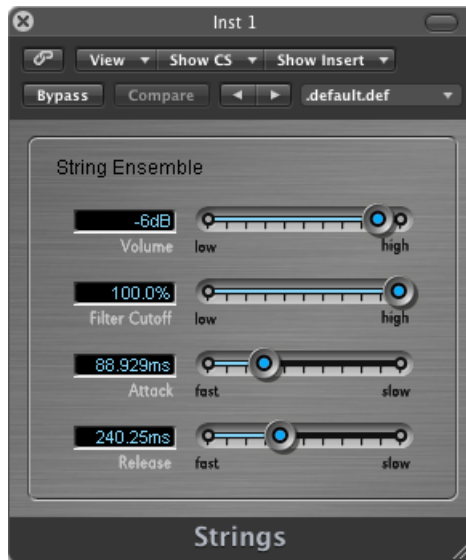 Inst 1
View Show CS Show Insert
Bypass Compare .default.def
String Ensemble
-6dB
Volume low high
100.0%
Filter Cutoff low high
88.929ms
Attack fast slow
240.25ms
Release fast slow
Strings